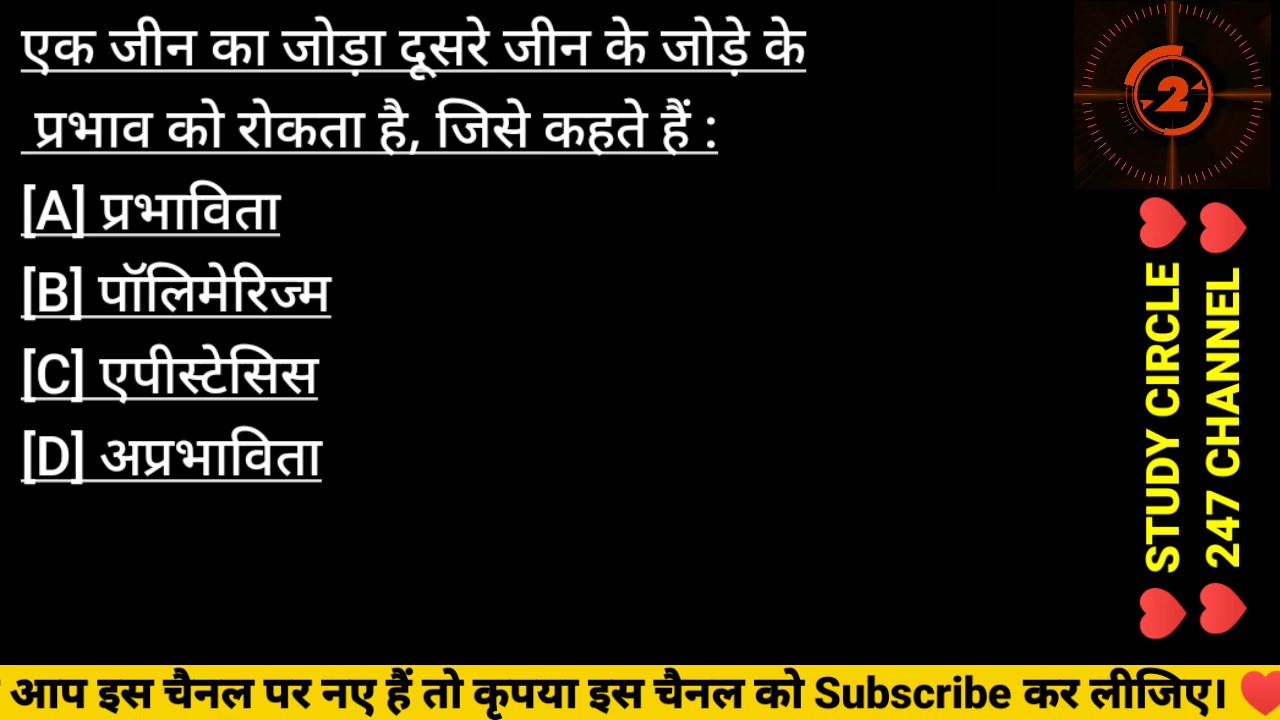 एक जीन का जोड़ा दूसरे जीन के जोड़े के
प्रभाव को रोकता है, जिसे कहते हैं :
[A] प्रभाविता
[B] पॉलिमेरिज्म
[C] एपीस्टेसिस
[D] अप्रभाविता
2
STUDY CIRCLE
247 CHANNEL
आप इस चैनल पर नए हैं तो कृपया इस चैनल को Subscribe कर लीजिए।